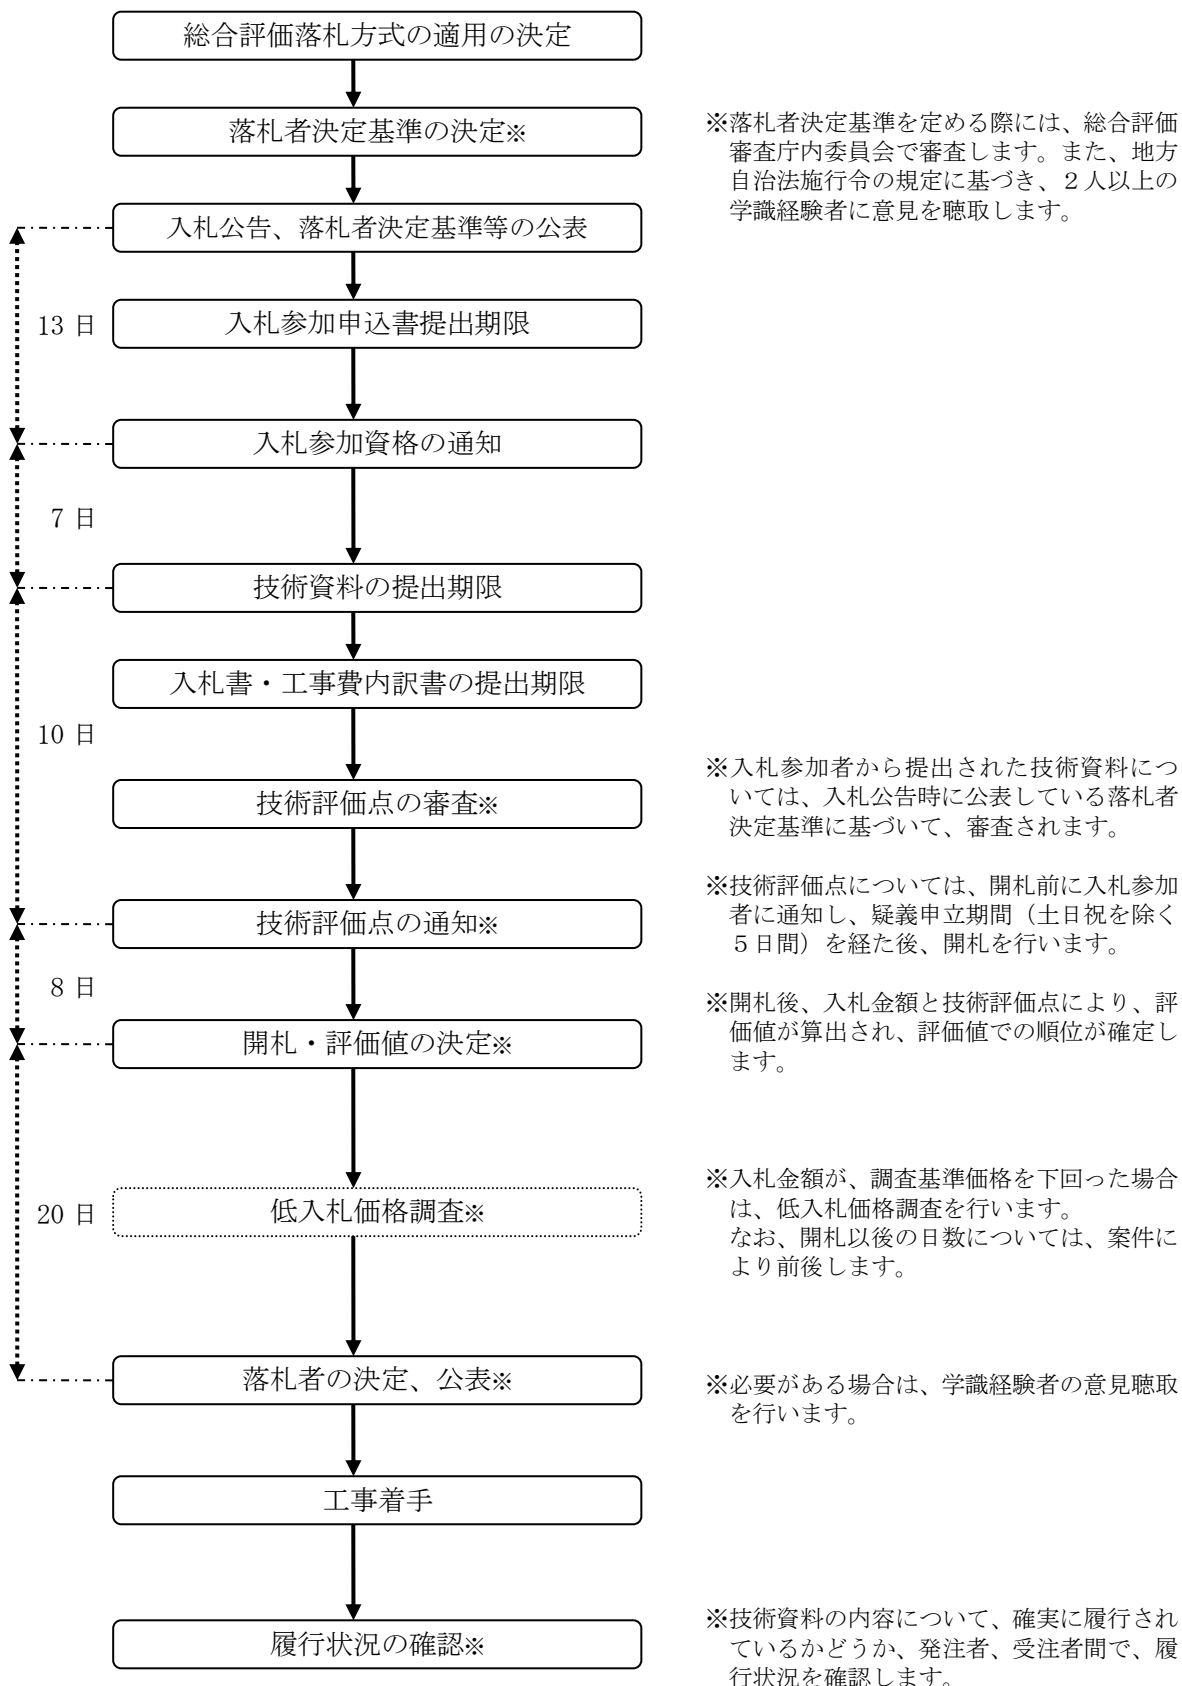 総合評価落札方式の適用の決定
落札者決定基準の決定※
※落札者決定基準を定める際には、総合評価
審査庁内委員会で審査します。また、地方
自治法施行令の規定に基づき、２人以上の
学識経験者に意見を聴取します。
入札公告、落札者決定基準等の公表
13 日
入札参加申込書提出期限
入札参加資格の通知
7 日
技術資料の提出期限
入札書・工事費内訳書の提出期限
10 日
技術評価点の審査※
※入札参加者から提出された技術資料につ
いては、入札公告時に公表している落札者
決定基準に基づいて、審査されます。
技術評価点の通知※
※技術評価点については、開札前に入札参加
者に通知し、疑義申立期間（土日祝を除く
５日間）を経た後、開札を行います。
8 日
開札・評価値の決定※
※開札後、入札金額と技術評価点により、評
価値が算出され、評価値での順位が確定し
ます。
20 日
低入札価格調査※
※入札金額が、調査基準価格を下回った場合
は、低入札価格調査を行います。
なお、開札以後の日数については、案件に
より前後します。
落札者の決定、公表※
※必要がある場合は、学識経験者の意見聴取
を行います。
工事着手
履行状況の確認※
※技術資料の内容について、確実に履行され
ているかどうか、発注者、受注者間で、履
行状況を確認します。